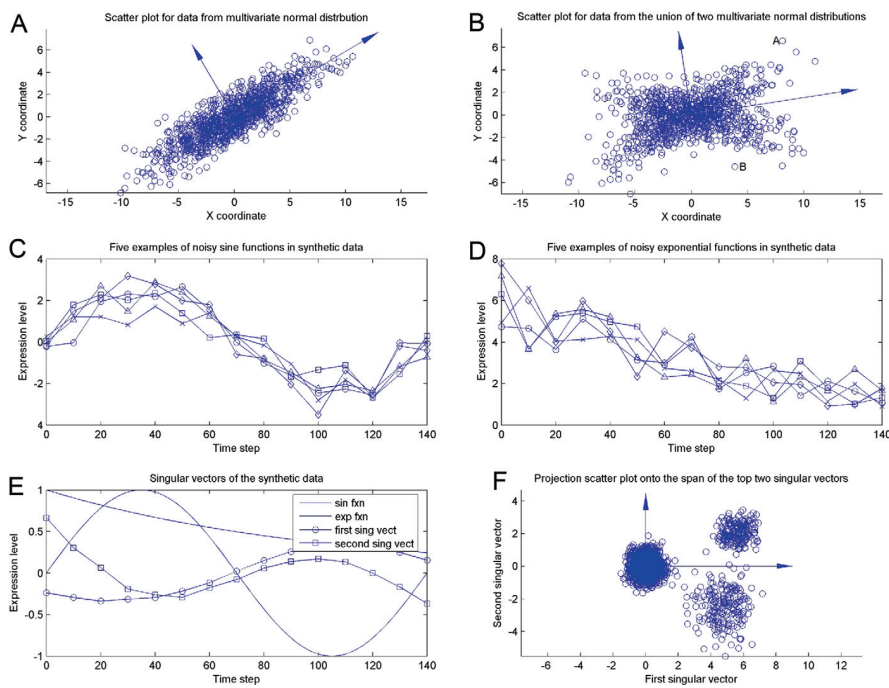 A
Scatter plot for data from multivariate normal distrbution
6
4
2
0
-2
-4
-6
Y coordinate
-15
-10
-5
0
5
10
15
X coordinate
B
Scatter plot for data from the union of two multivariate normal distributions
A
B
6
4
2
0
-2
-4
-6
Y coordinate
-15
-10
-5
0
5
10
15
X coordinate
C
Five examples of noisy sine functions in synthetic data
4
2
0
-2
4
Expression level
0
20
40
60
80
100
120
140
Time step
D
Five examples of noisy exponential functions in synthetic data
8
6
4
2
0
Expression level
0
20
40
60
80
100
120
140
Time step
E
Singular vectors of the synthetic data
1
0.5
0
-0.5
-1
Expression level
sin fxn
exp fxn
first sing vect
second sing vect
0
20
40
60
80
100
120
140
Time step
F
Projection scatter plot onto the span of the top two singular vectors
4
2
0
-2
-4
Second singular vector
-6
-4
-2
0
2
4
6
8
10
12
First singular vector